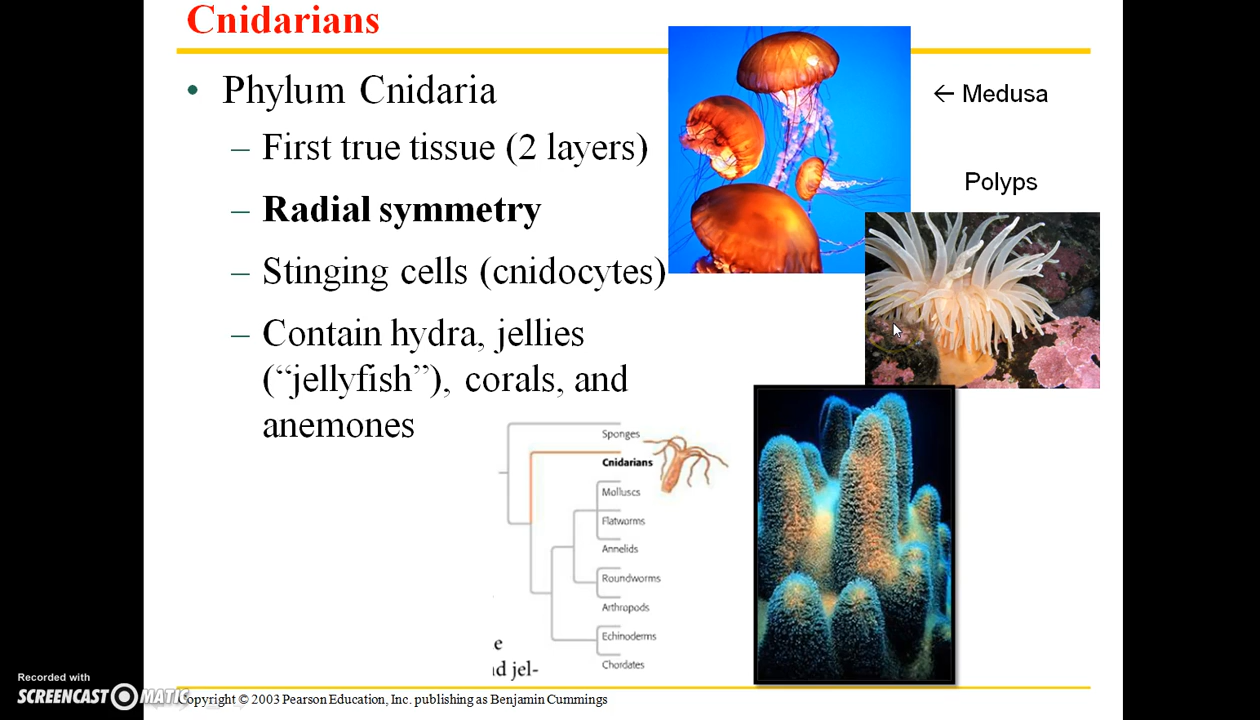 Cnidarians
• Phylum Cnidaria
– First true tissue (2 layers)
– Radial symmetry
– Stinging cells (cnidocytes)
– Contain hydra, jellies
(“jellyfish”), corals, and
anemones
← Medusa
Polyps
Sponges
Cnidarians
Molluscs
Flatworms
Annelids
Roundworms
Arthropods
Echinoderms
Chordates
e
d jel-
Recorded with
SCREENCAST MATIC
Copyright © 2003 Pearson Education, Inc. publishing as Benjamin Cummings